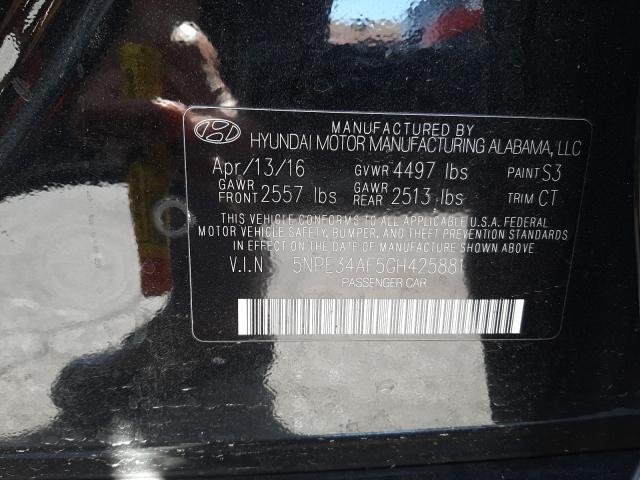 MANUFACTURED BY
HYUNDAI MOTOR MANUFACTURING ALABAMA, LLC
Apr/13/16 GVWR 4497 lbs PAINT S3
GAWR FRONT 2557 lbs GAWR REAR 2513 lbs TRIM CT
THIS VEHICLE CONFORMS TO ALL APPLICABLE U.S.A. FEDERAL
MOTOR VEHICLE SAFETY, BUMPER, AND THEFT PREVENTION STANDARDS
IN EFFECT ON THE DATE OF MANUFACTURE SHOWN ABOVE.
V.I.N 5NPE34AF5GH425881
PASSENGER CAR